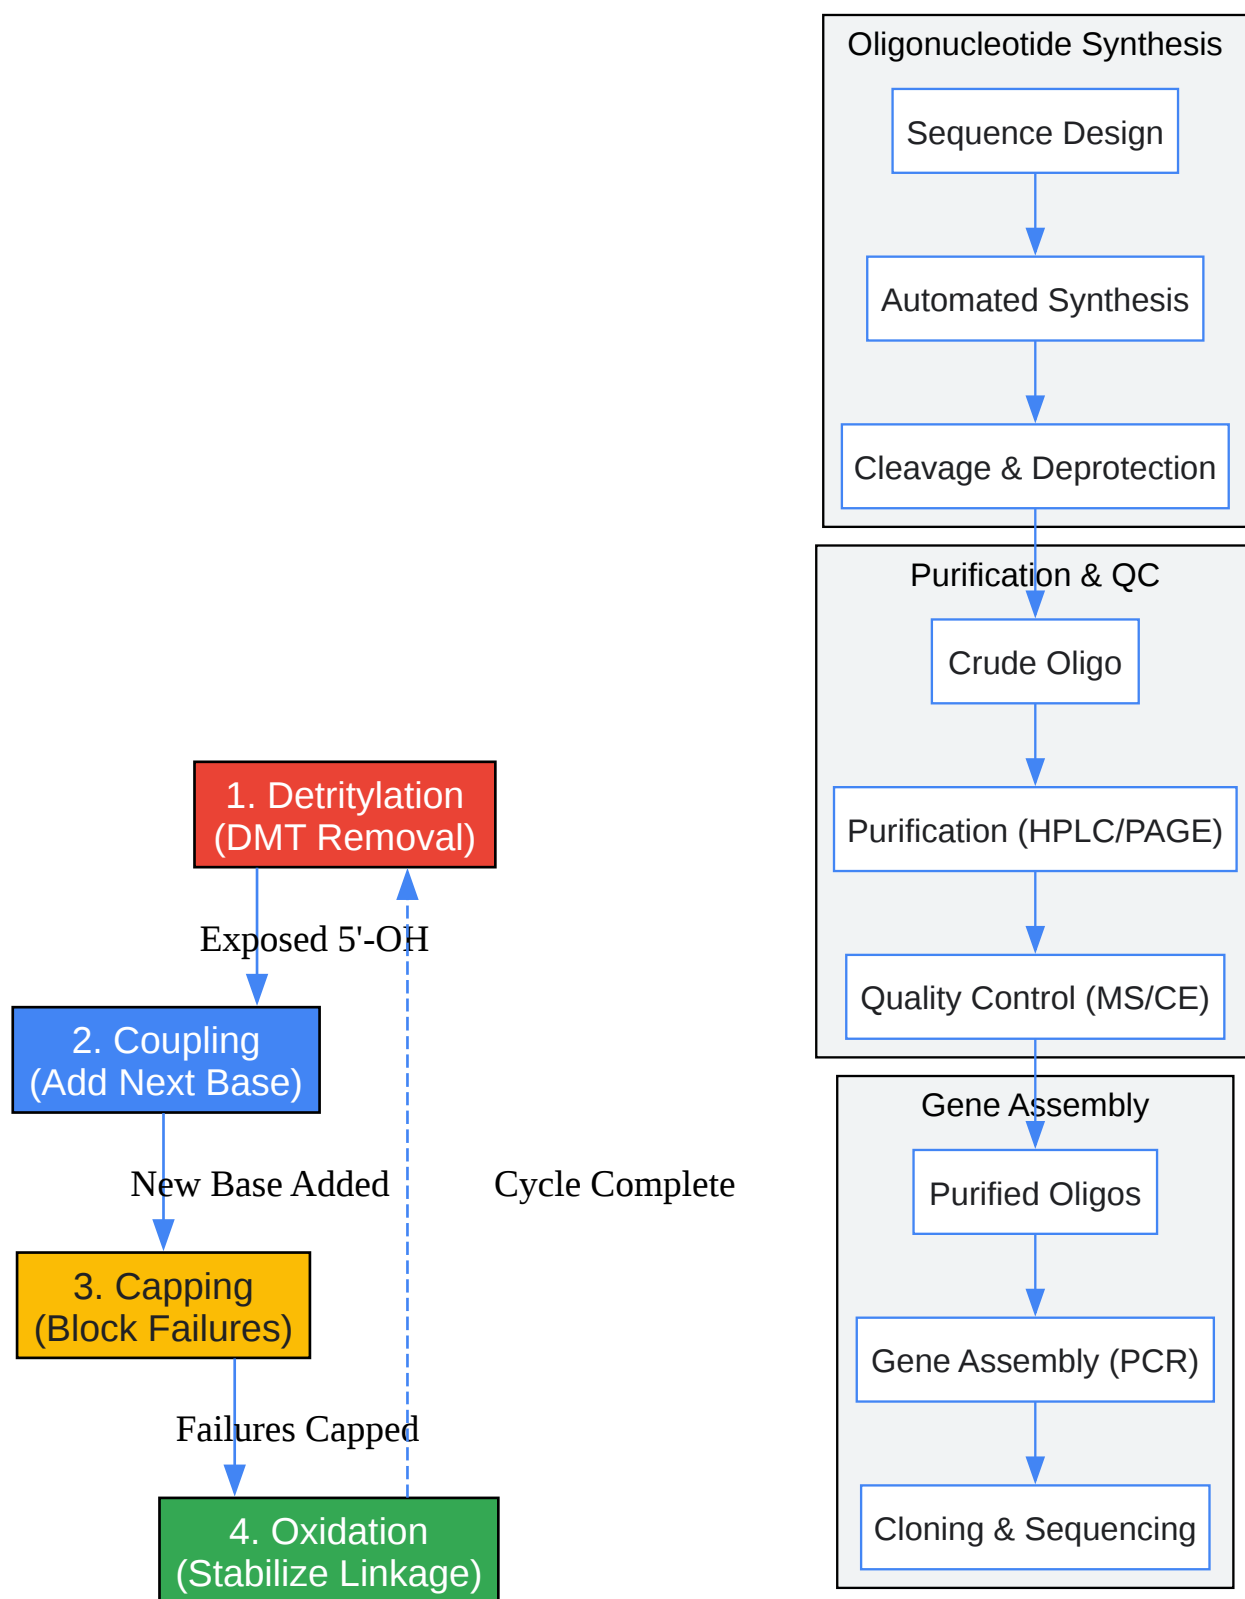 1. Detritylation
(DMT Removal)
Exposed 5'-OH
2. Coupling
(Add Next Base)
New Base Added
Cycle Complete
3. Capping
(Block Failures)
Failures Capped
4. Oxidation
(Stabilize Linkage)
Oligonucleotide Synthesis
Sequence Design
Automated Synthesis
Cleavage & Deprotection
Purification & QC
Crude Oligo
Purification (HPLC/PAGE)
Quality Control (MS/CE)
Gene Assembly
Purified Oligos
Gene Assembly (PCR)
Cloning & Sequencing